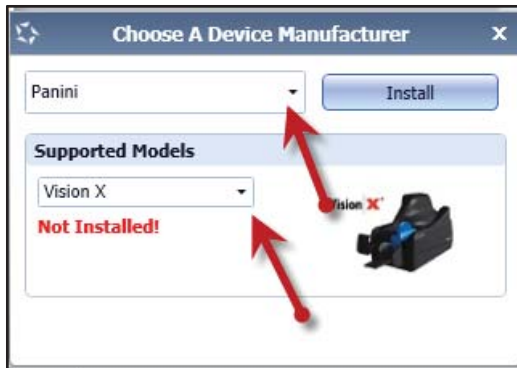 Choose A Device Manufacturer X
Panini Install
Supported Models
Vision X
Not Installed!
Vision X